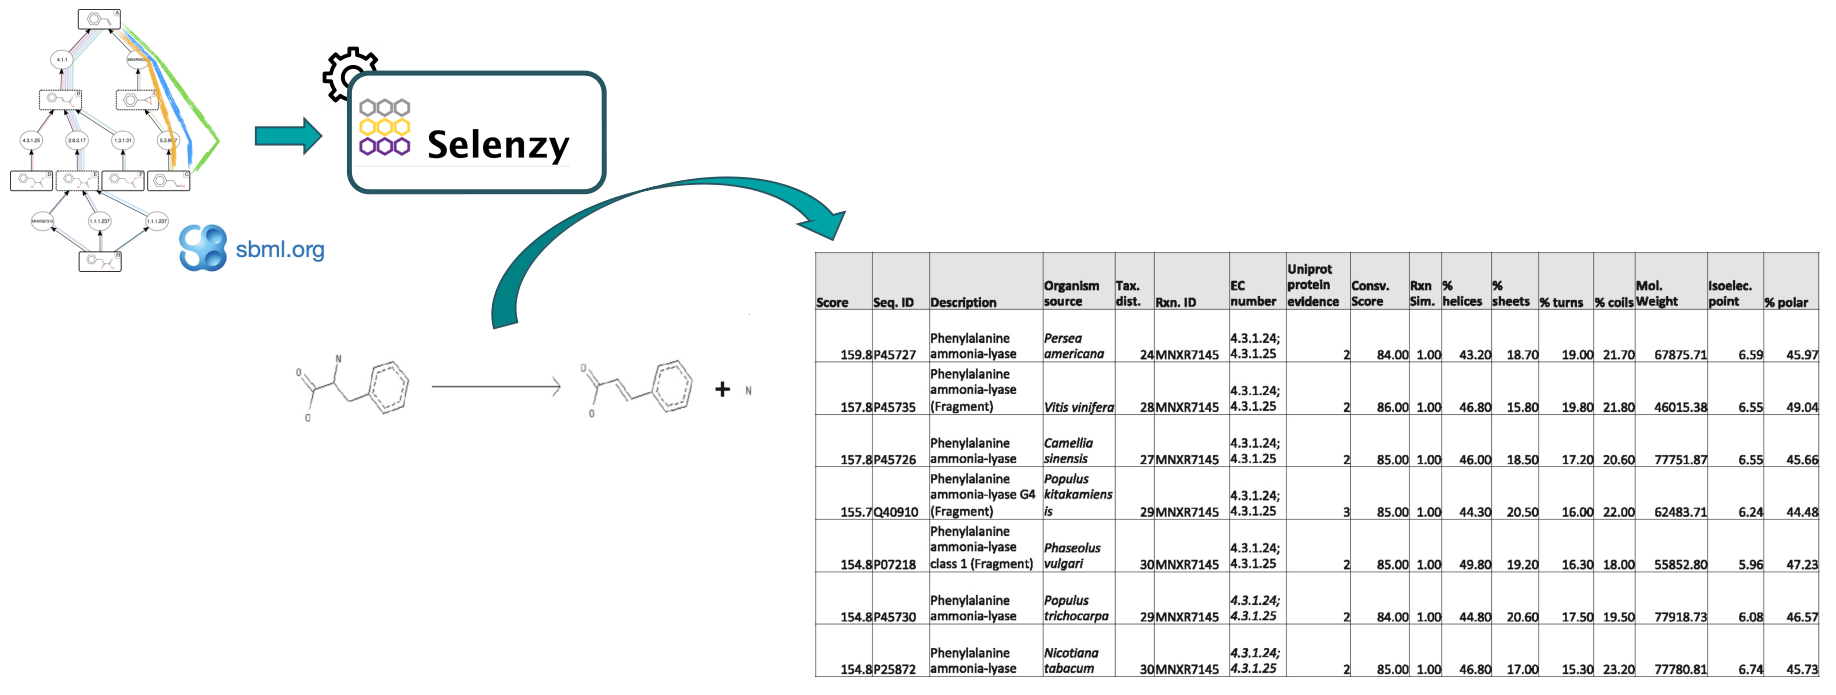 A
4.1.1
B
4.3.1.25
2.8.3.17
1.3.1.31
D
E
F
C
1.1.1.237
1.1.1.237
H
sbml.org
Selenzy
N
O
O
O
O
+ N
Score Seq. ID Description Organism source Tax. dist. Rxn. ID EC number Uniprot protein evidence Consv. Score Rxn Sim. % helices % sheets % turns % coils Mol. Weight Isoelec. point % polar
159.8 P45727 Phenylalanine ammonia-lyase Persea americana 24 MNXR7145 4.3.1.24; 4.3.1.25 2 84.00 1.00 43.20 18.70 19.00 21.70 67875.71 6.59 45.97
157.8 P45735 Phenylalanine ammonia-lyase (Fragment) Vitis vinifera 28 MNXR7145 4.3.1.24; 4.3.1.25 2 86.00 1.00 46.80 15.80 19.80 21.80 46015.38 6.55 49.04
157.8 P45726 Phenylalanine ammonia-lyase Camellia sinensis 27 MNXR7145 4.3.1.24; 4.3.1.25 2 85.00 1.00 46.00 18.50 17.20 20.60 77751.87 6.55 45.66
155.7 Q40910 Phenylalanine ammonia-lyase G4 (Fragment) Populus kitakamiens is 29 MNXR7145 4.3.1.24; 4.3.1.25 3 85.00 1.00 44.30 20.50 16.00 22.00 62483.71 6.24 44.48
154.8 P07218 Phenylalanine ammonia-lyase class 1 (Fragment) Phaseolus vulgari 30 MNXR7145 4.3.1.24; 4.3.1.25 2 85.00 1.00 49.80 19.20 16.30 18.00 55852.80 5.96 47.23
154.8 P45730 Phenylalanine ammonia-lyase Populus trichocarpa 29 MNXR7145 4.3.1.24; 4.3.1.25 2 84.00 1.00 44.80 20.60 17.50 19.50 77918.73 6.08 46.57
154.8 P25872 Phenylalanine ammonia-lyase Nicotiana tabacum 30 MNXR7145 4.3.1.24; 4.3.1.25 2 85.00 1.00 46.80 17.00 15.30 23.20 77780.81 6.74 45.73